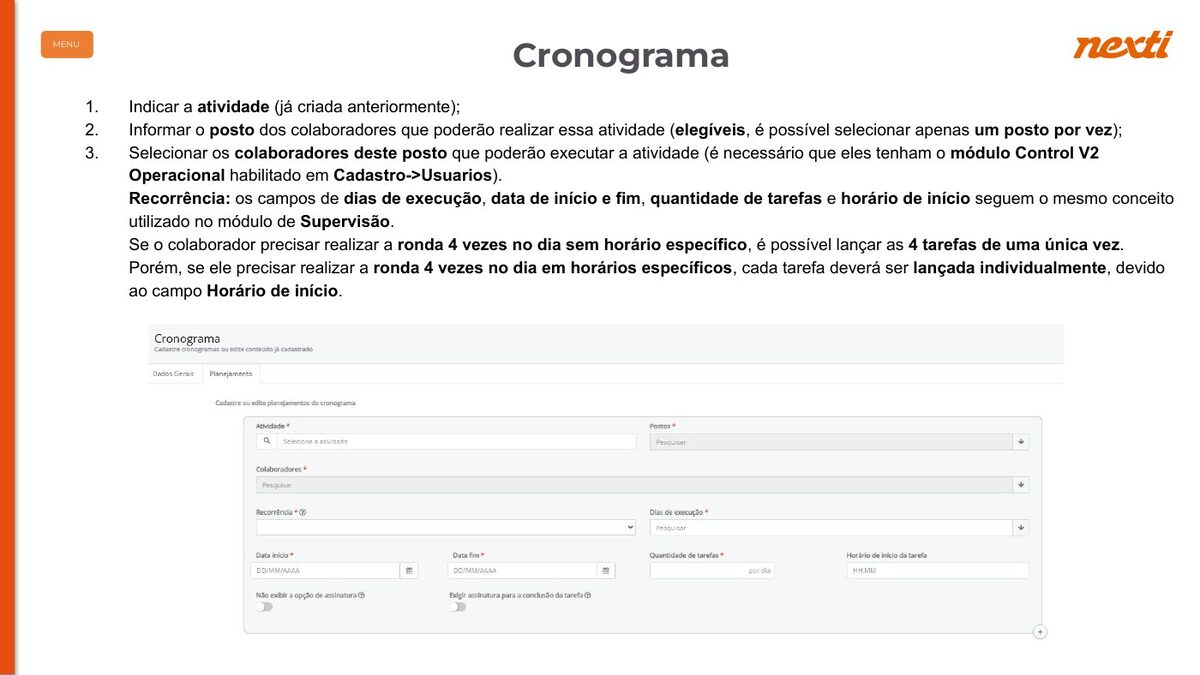 MENU
Cronograma
nexti
1. Indicar a atividade (já criada anteriormente);
2. Informar o posto dos colaboradores que poderão realizar essa atividade (elegíveis, é possível selecionar apenas um posto por vez);
3. Selecionar os colaboradores deste posto que poderão executar a atividade (é necessário que eles tenham o módulo Control V2
Operacional habilitado em Cadastro->Usuarios).
Recorrência: os campos de dias de execução, data de início e fim, quantidade de tarefas e horário de início seguem o mesmo conceito
utilizado no módulo de Supervisão.
Se o colaborador precisar realizar a ronda 4 vezes no dia sem horário específico, é possível lançar as 4 tarefas de uma única vez.
Porém, se ele precisar realizar a ronda 4 vezes no dia em horários específicos, cada tarefa deverá ser lançada individualmente, devido
ao campo Horário de início.
Cronograma
Cadastre cronogramas ou edite conteúdo já cadastrado
Dados Gerais Planejamento
Cadastre ou edite planejamentos do cronograma
Atividade * Postos *
Selecione a atividade Pesquisar
Colaboradores *
Pesquisar
Recorrência * Dias de execução *
Pesquisar
Data início * Data fim * Quantidade de tarefas * Horário de início da tarefa
DD/MM/AAAA DD/MM/AAAA por dia HH:MM
Não exibir a opção de assinatura Exigir assinatura para a conclusão da tarefa